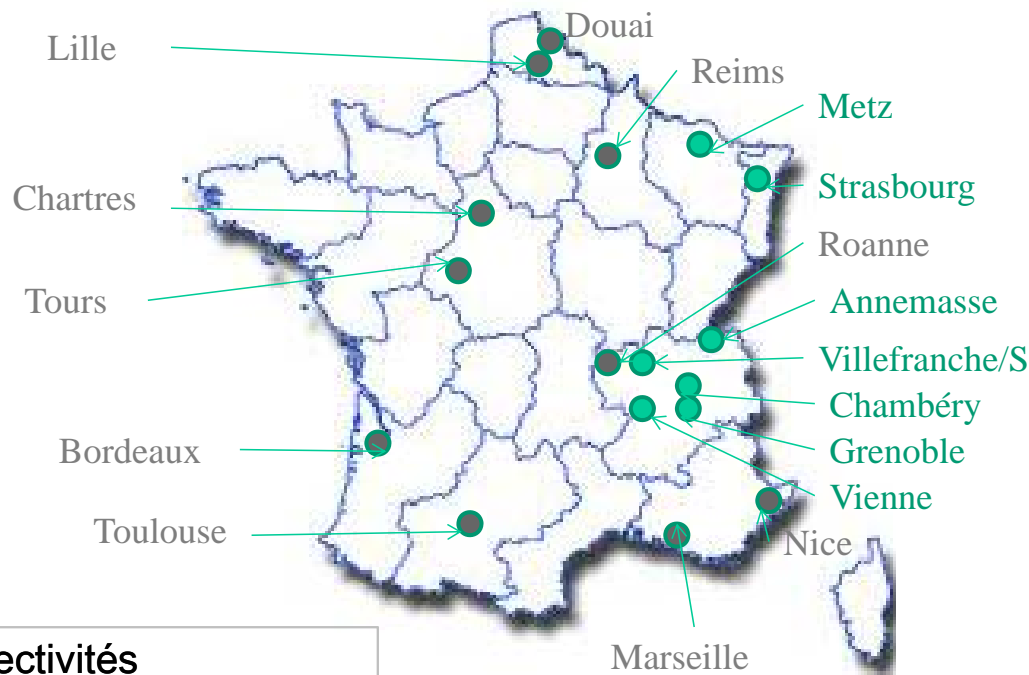 Douai
Lille
Reims
Metz
Strasbourg
Chartres
Roanne
Tours
Annemasse
Villefranche/S
Chambéry
Bordeaux
Grenoble
Vienne
Toulouse
Nice
Marseille
ectivités